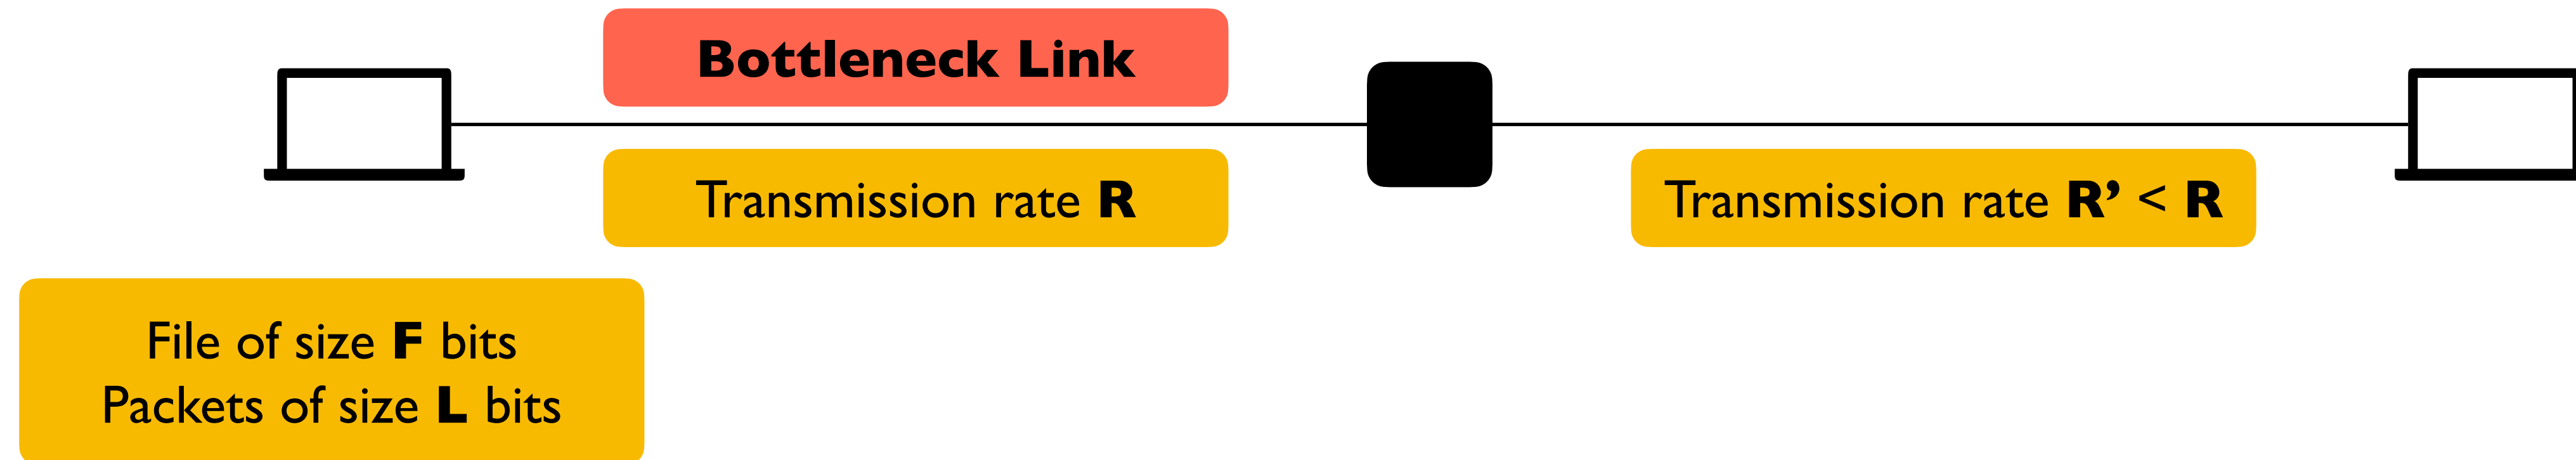 Bottleneck Link
Transmission rate R
Transmission rate R’ < R
File of size F bits
Packets of size L bits